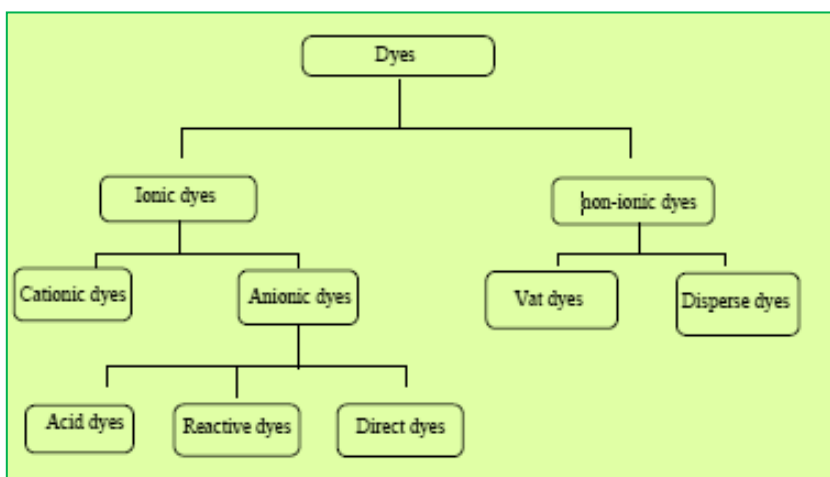 Dyes
Ionic dyes
non-ionic dyes
Cationic dyes
Anionic dyes
Vat dyes
Disperse dyes
Acid dyes
Reactive dyes
Direct dyes